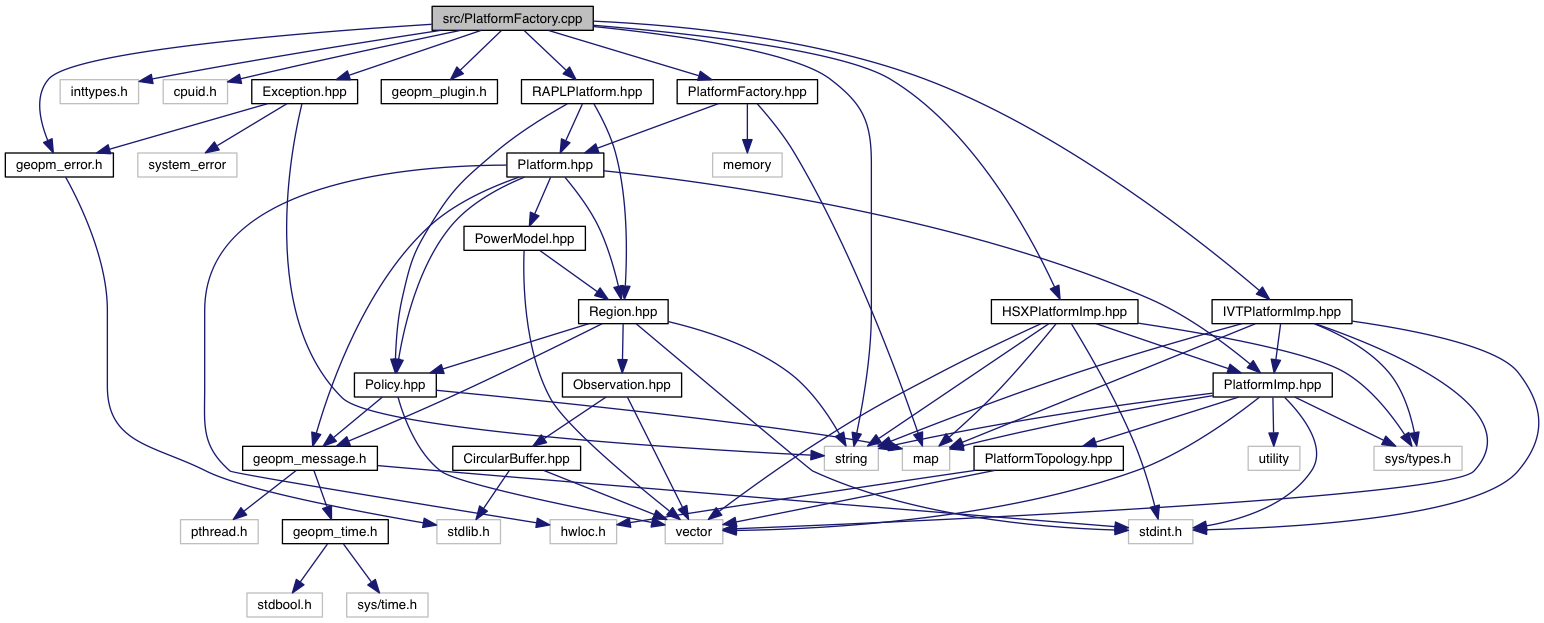 src/PlatformFactory.cpp
inttypes.h
cpuid.h
Exception.hpp
geopm_plugin.h
RAPLPlatform.hpp
PlatformFactory.hpp
geopm_error.h
system_error
Platform.hpp
memory
PowerModel.hpp
Region.hpp
HSXPlatformImp.hpp
IVTPlatformImp.hpp
Policy.hpp
Observation.hpp
PlatformImp.hpp
geopm_message.h
CircularBuffer.hpp
string
map
PlatformTopology.hpp
utility
sys/types.h
pthread.h
geopm_time.h
stdlib.h
hwloc.h
vector
stdint.h
stdbool.h
sys/time.h